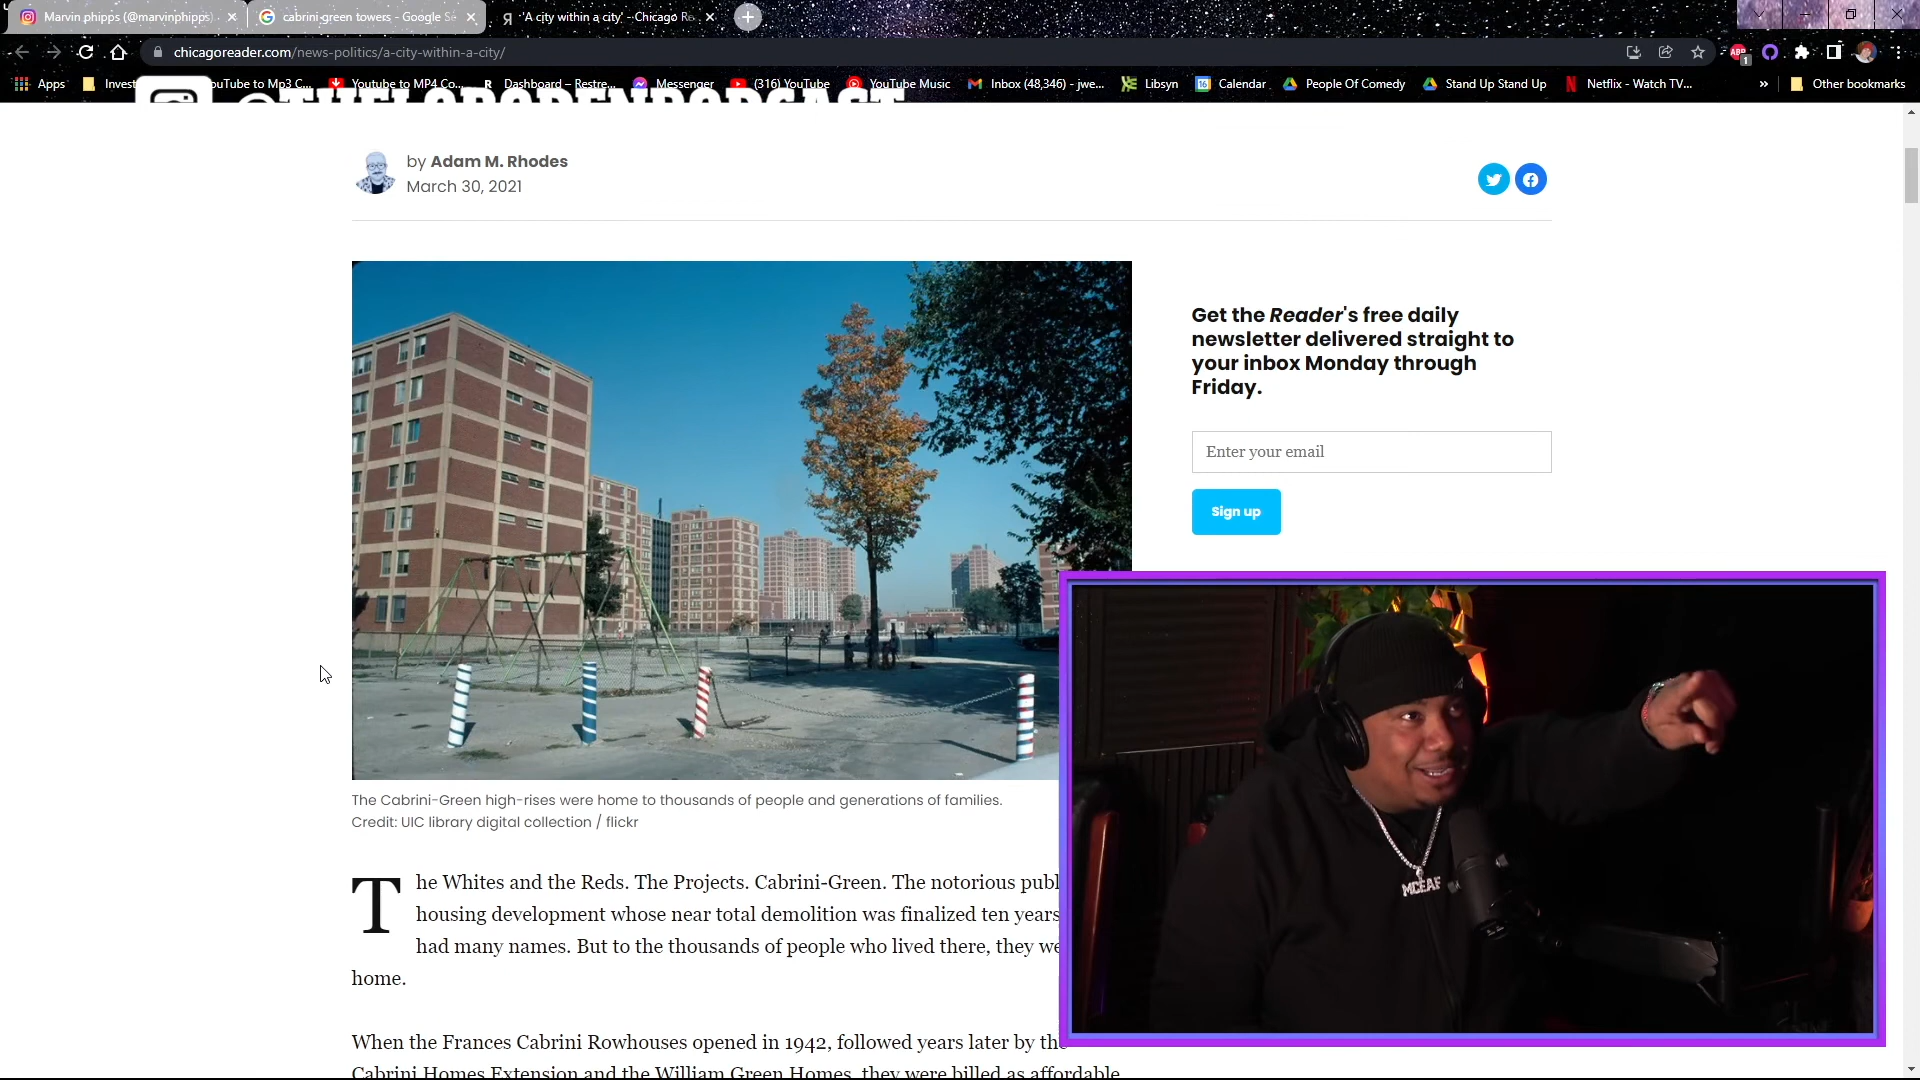 Marvin phipps (@marvinphipps)
cabrini green towers - Google Se
'A city within a city' - Chicago Re
chicagoreader.com/news-politics/a-city-within-a-city/
Apps
Invest
ouTube to Mp3 C...
Youtube to MP4 Co...
Dashboard – Restre...
Messenger
(316) YouTube
YouTube Music
Inbox (48,346) - jwe...
Libsyn
Calendar
People Of Comedy
Stand Up Stand Up
Netflix - Watch TV...
Other bookmarks
by Adam M. Rhodes
March 30, 2021
Get the Reader's free daily
newsletter delivered straight to
your inbox Monday through
Friday.
Enter your email
Sign up
The Cabrini-Green high-rises were home to thousands of people and generations of families.
Credit: UIC library digital collection / flickr
The Whites and the Reds. The Projects. Cabrini-Green. The notorious publ
housing development whose near total demolition was finalized ten years
had many names. But to the thousands of people who lived there, they we
home.
When the Frances Cabrini Rowhouses opened in 1942, followed years later by the
Cabrini Homes Extension and the William Green Homes, they were billed as affordable